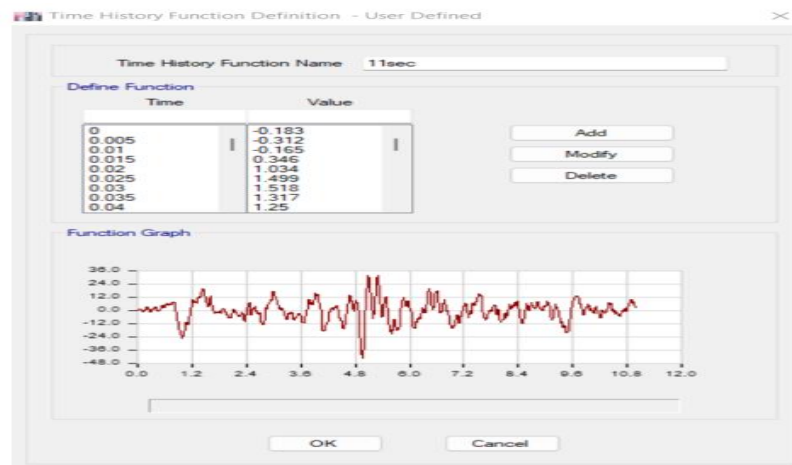 Time History Function Definition - User Defined
Time History Function Name 11sec
Define Function
Time Value
0 -0.183
0.005 -0.312
0.01 -0.165
0.015 0.346
0.02 1.034
0.025 1.499
0.03 1.518
0.035 1.317
0.04 1.25
Add
Modify
Delete
Function Graph
36.0
24.0
12.0
0.0
-12.0
-24.0
-36.0
-48.0
0.0 1.2 2.4 3.6 4.8 6.0 7.2 8.4 9.6 10.8 12.0
OK Cancel